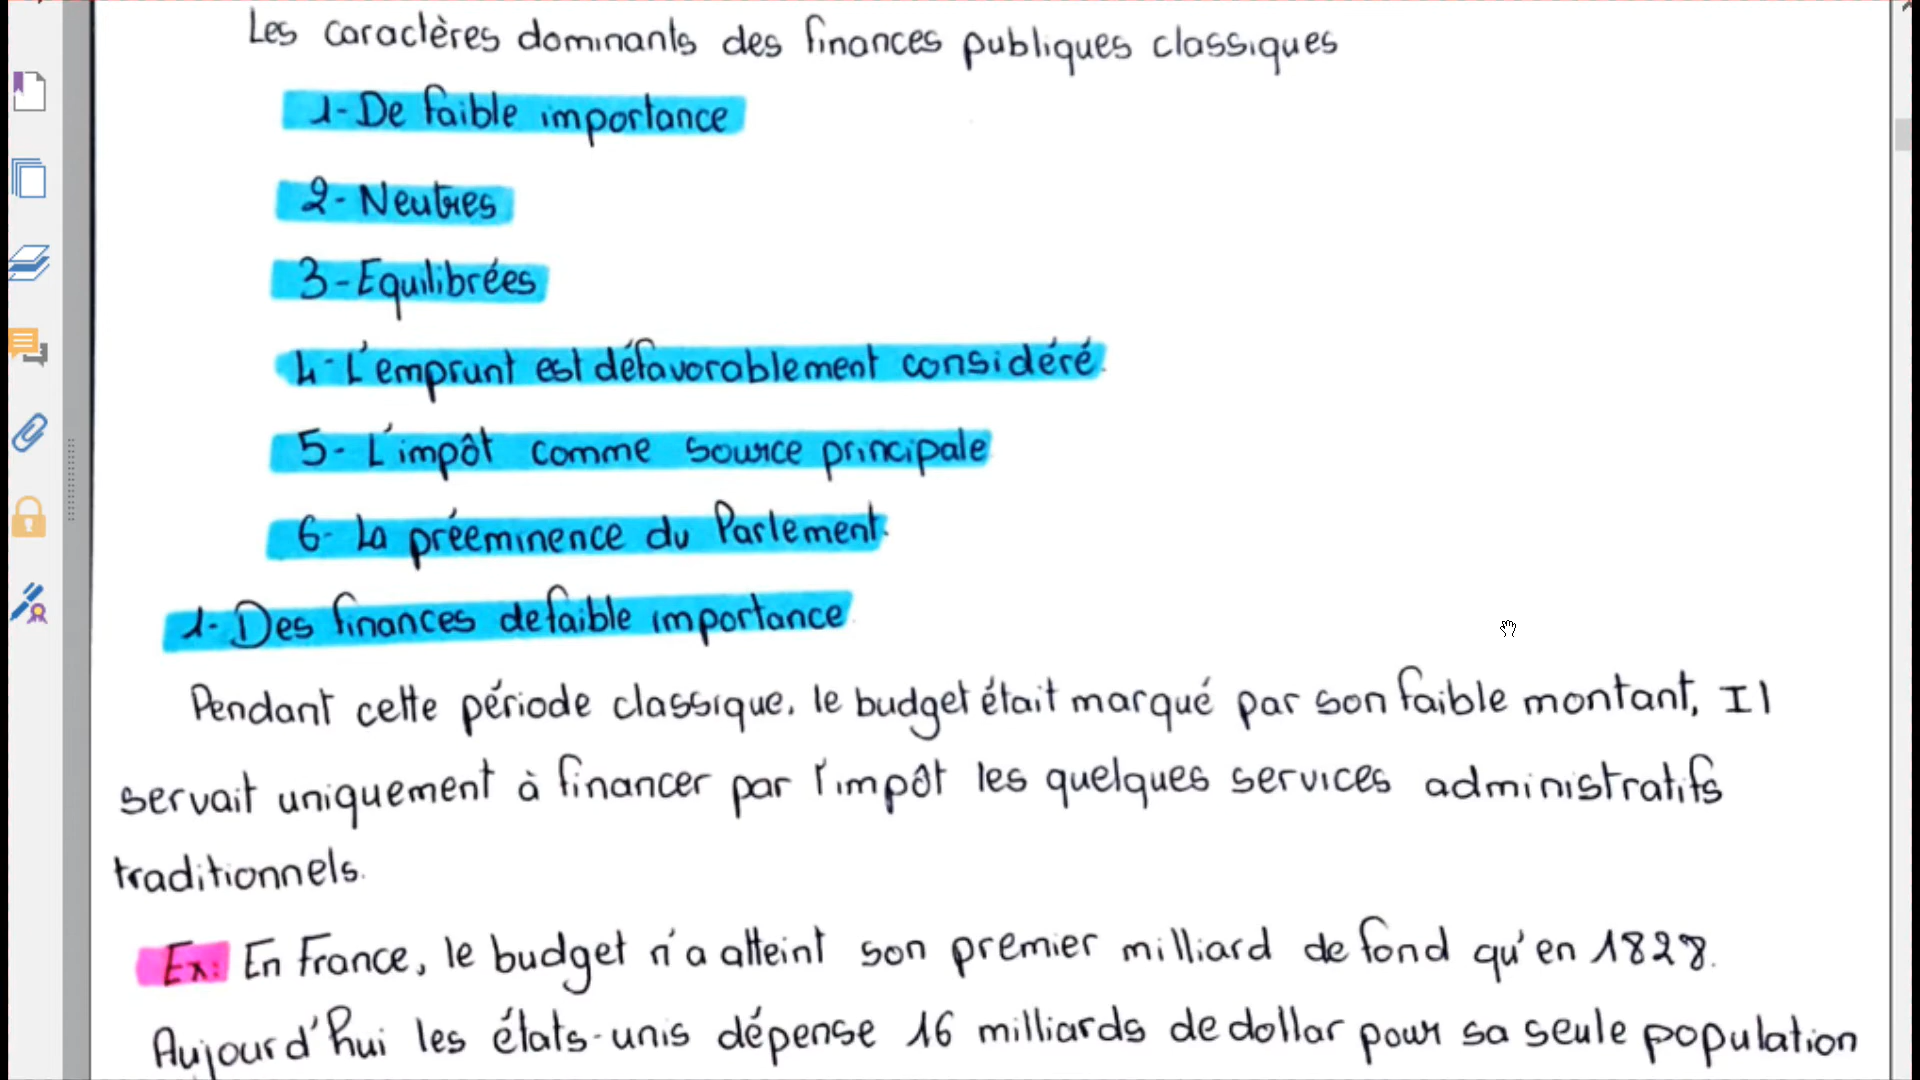 Les caractères dominants des finances publiques classiques
1- De faible importance
2- Neutres
3- Equilibrées
4- L'emprunt est défavorablement considéré.
5- L'impôt comme source principale
6- La préeminence du Parlement.
1- Des finances de faible importance
Pendant cette période classique, le budget était marqué par son faible montant, Il
servait uniquement à financer par l'impôt les quelques services administratifs
traditionnels.
Ex: En France, le budget n'a atteint son premier milliard de fond qu'en 1828.
Aujourd'hui les états-unis dépense 16 milliards de dollar pour sa seule population